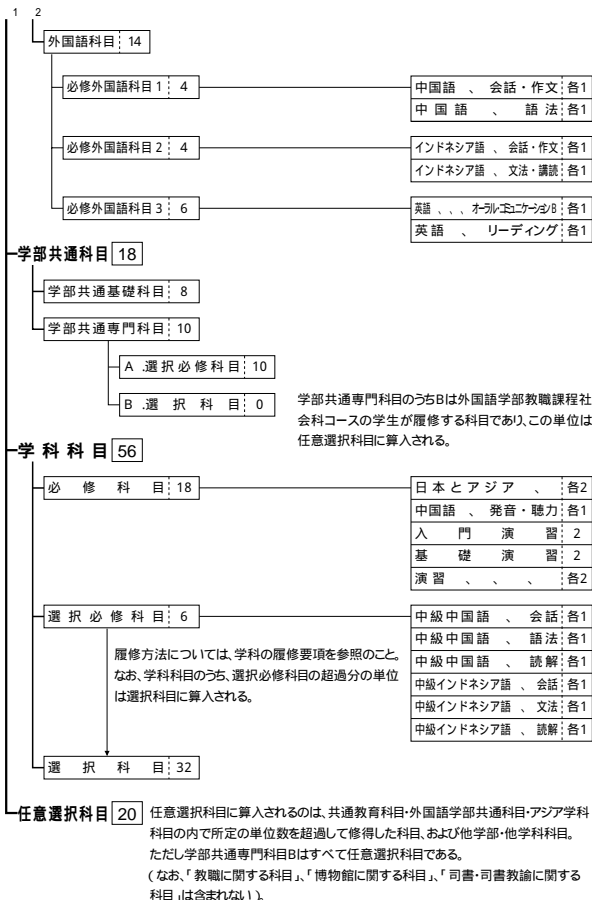 1 2
外国語科目 14
必修外国語科目1 4
中国語 、 会話・作文 各1
中国語 、 語法 各1
必修外国語科目2 4
インドネシア語 、 会話・作文 各1
インドネシア語 、 文法・講読 各1
必修外国語科目3 6
英語 、 、 、 オーラル・コミュニケーションB 各1
英語 、 リーディング 各1
学部共通科目 18
学部共通基礎科目 8
学部共通専門科目 10
A .選択必修科目 10
B .選択科目 0
学部共通専門科目のうちBは外国語学部教職課程社
会科コースの学生が履修する科目であり、この単位は
任意選択科目に算入される。
学科科目 56
必修科目 18
日本とアジア 、 各2
中国語 、 発音・聴力 各1
入門演習 2
基礎演習 2
演習 、 、 、 各2
選択必修科目 6
中級中国語 、 会話 各1
中級中国語 、 語法 各1
中級中国語 、 読解 各1
中級インドネシア語 、 会話 各1
中級インドネシア語 、 文法 各1
中級インドネシア語 、 読解 各1
履修方法については、学科の履修要項を参照のこと。
なお、学科科目のうち、選択必修科目の超過分の単位
は選択科目に算入される。
選択科目 32
任意選択科目 20
任意選択科目に算入されるのは、共通教育科目・外国語学部共通科目・アジア学科
科目の内で所定の単位数を超過して修得した科目、および他学部・他学科科目。
ただし学部共通専門科目Bはすべて任意選択科目である。
(なお、「教職に関する科目」、「博物館に関する科目」、「司書・司書教諭に関する
科目」は含まれない)。